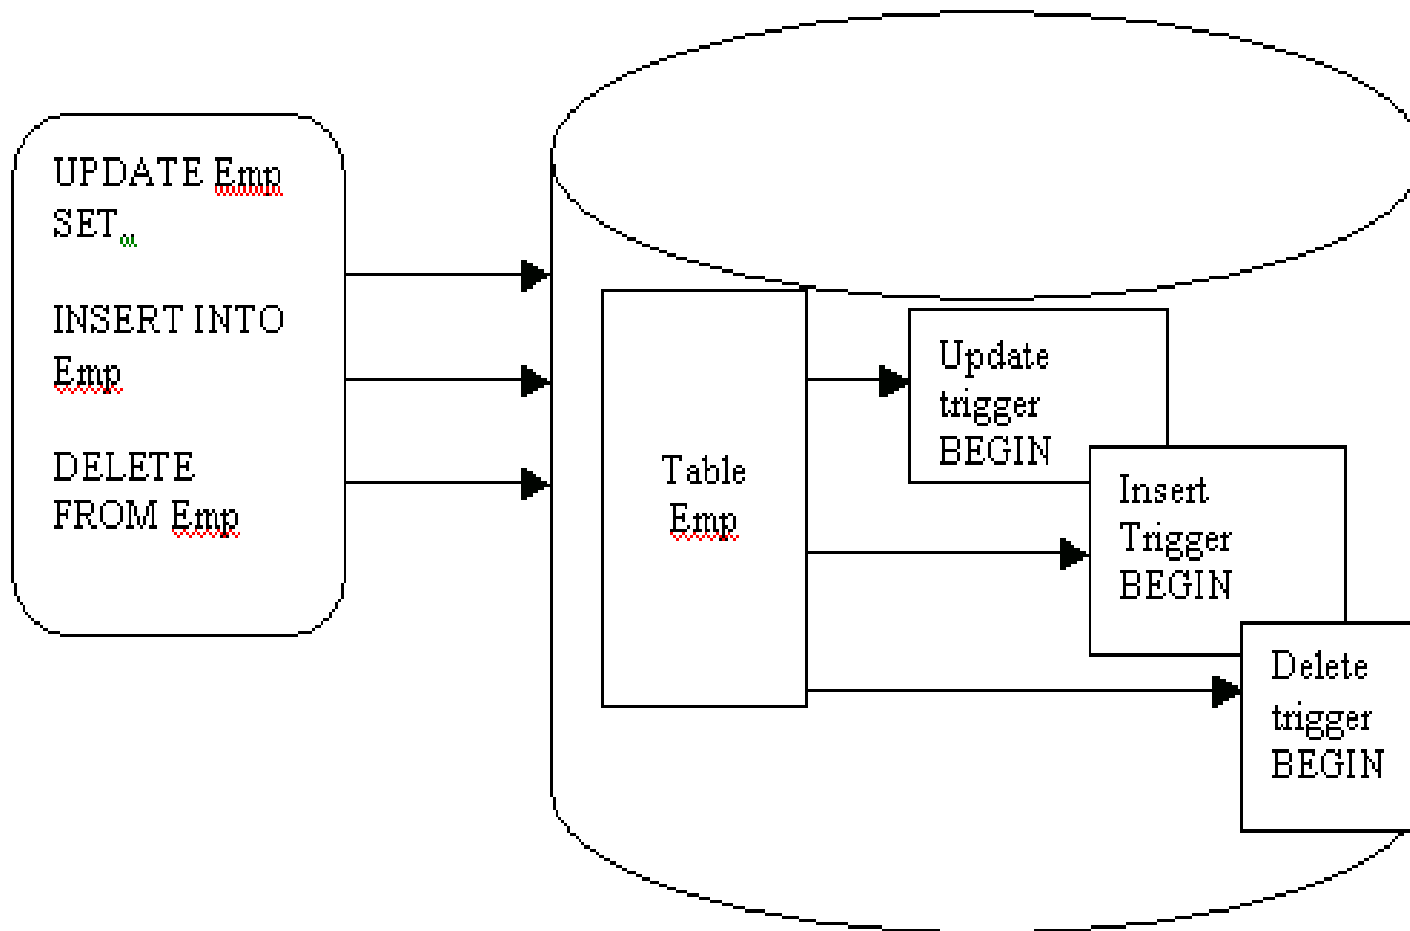 UPDATE Emp
SET
INSERT INTO
Emp
DELETE
FROM Emp
Table
Emp
Update
trigger
BEGIN
Insert
Trigger
BEGIN
Delete
trigger
BEGIN